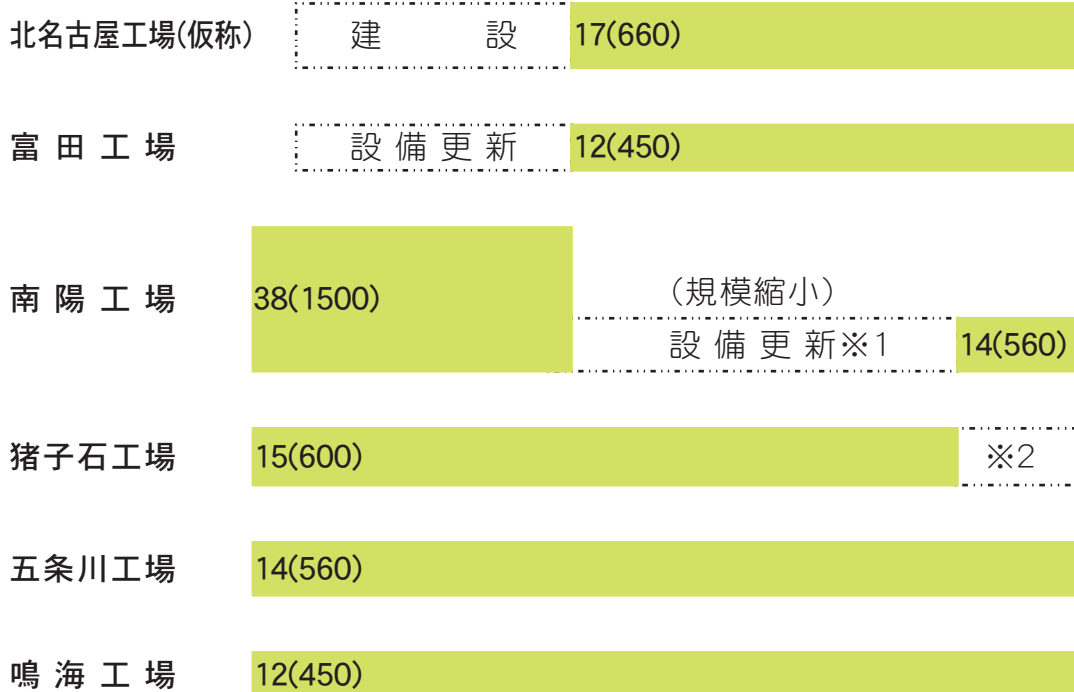 北名古屋工場(仮称) 建設 17(660)
富田工場 設備更新 12(450)
(規模縮小)
南陽工場 38(1500)
設備更新※1 14(560)
猪子石工場 15(600) ※2
五条川工場 14(560)
鳴海工場 12(450)